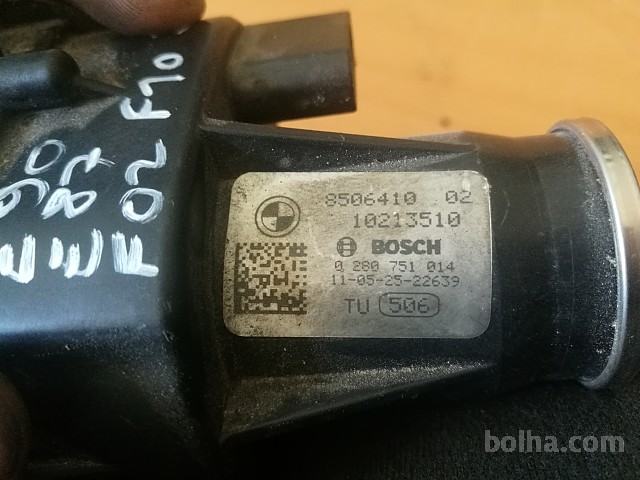 E90
E87
F02 F10
8506410 02
10213510
BOSCH
0 280 751 014
11-05-25-22639
TU 506
bolha.com